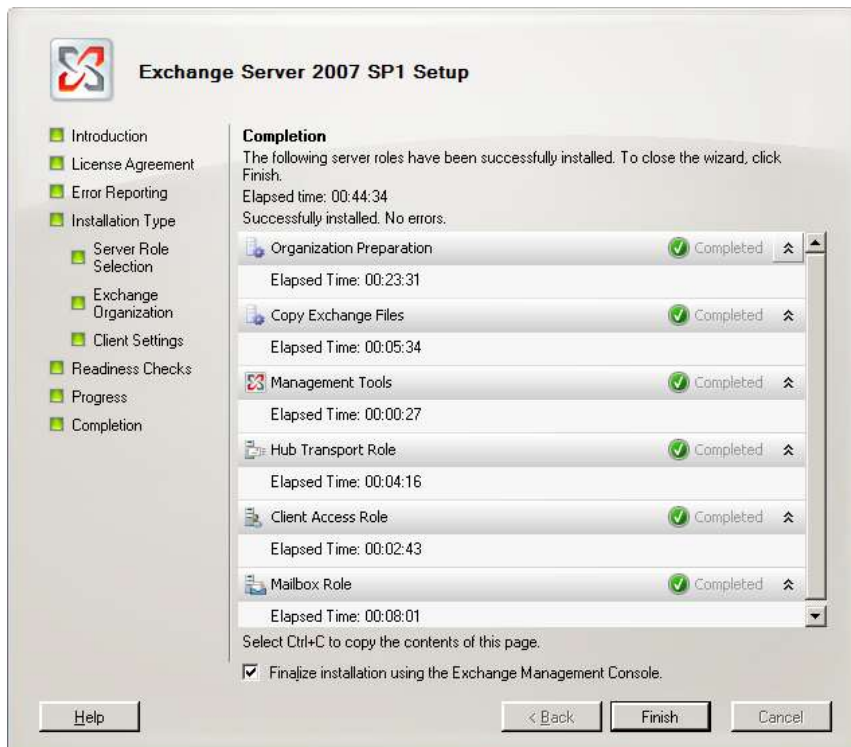 Exchange Server 2007 SP1 Setup
Introduction
License Agreement
Error Reporting
Installation Type
Server Role
Selection
Exchange
Organization
Client Settings
Readiness Checks
Progress
Completion
Completion
The following server roles have been successfully installed. To close the wizard, click
Finish.
Elapsed time: 00:44:34
Successfully installed. No errors.
Organization Preparation Completed
Elapsed Time: 00:23:31
Copy Exchange Files Completed
Elapsed Time: 00:05:34
Management Tools Completed
Elapsed Time: 00:00:27
Hub Transport Role Completed
Elapsed Time: 00:04:16
Client Access Role Completed
Elapsed Time: 00:02:43
Mailbox Role Completed
Elapsed Time: 00:08:01
Select Ctrl+C to copy the contents of this page.
Finalize installation using the Exchange Management Console.
Help < Back Finish Cancel